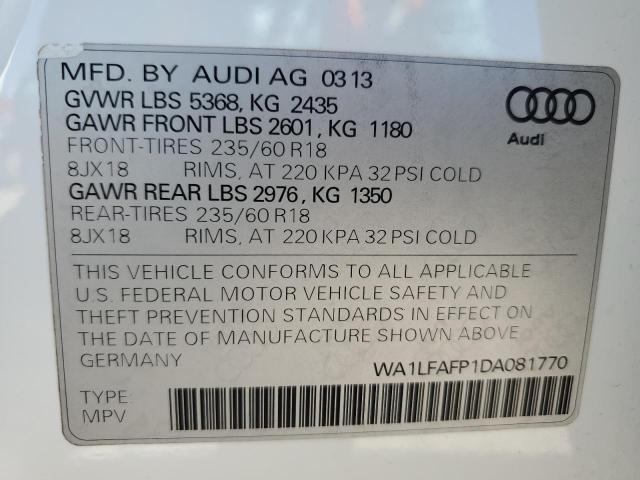 MFD. BY AUDI AG 03 13
GVWR LBS 5368, KG 2435
GAWR FRONT LBS 2601, KG 1180
FRONT-TIRES 235/60 R18
8JX18 RIMS, AT 220 KPA 32 PSI COLD
GAWR REAR LBS 2976, KG 1350
REAR-TIRES 235/60 R18
8JX18 RIMS, AT 220 KPA 32 PSI COLD
Audi
THIS VEHICLE CONFORMS TO ALL APPLICABLE
U.S. FEDERAL MOTOR VEHICLE SAFETY AND
THEFT PREVENTION STANDARDS IN EFFECT ON
THE DATE OF MANUFACTURE SHOWN ABOVE
GERMANY
WA1LFAFP1DA081770
TYPE:
MPV